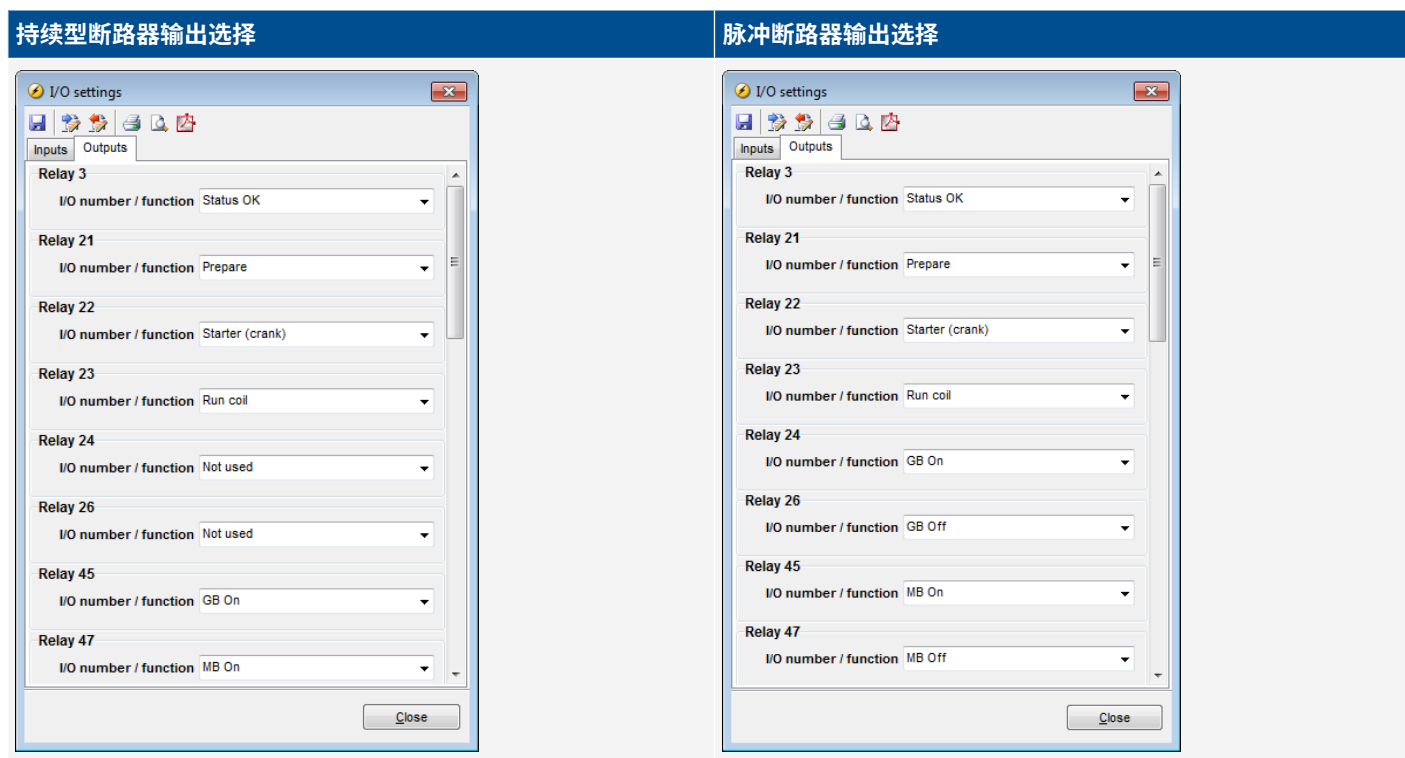 持续型断路器输出选择
I/O settings
Inputs
Outputs
Relay 3
I/O number / function Status OK
Relay 21
I/O number / function Prepare
Relay 22
I/O number / function Starter (crank)
Relay 23
I/O number / function Run coil
Relay 24
I/O number / function Not used
Relay 26
I/O number / function Not used
Relay 45
I/O number / function GB On
Relay 47
I/O number / function MB On
Close
脉冲断路器输出选择
I/O settings
Inputs
Outputs
Relay 3
I/O number / function Status OK
Relay 21
I/O number / function Prepare
Relay 22
I/O number / function Starter (crank)
Relay 23
I/O number / function Run coil
Relay 24
I/O number / function GB On
Relay 26
I/O number / function GB Off
Relay 45
I/O number / function MB On
Relay 47
I/O number / function MB Off
Close